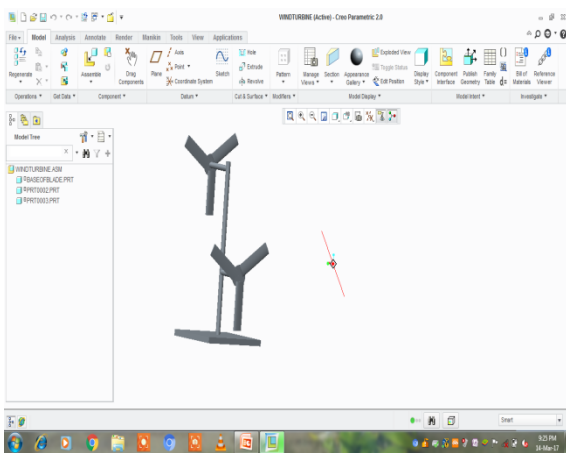 WINDTURBINE (Active) - Creo Parametric 2.0
File Model Analysis Annotate Render Manikin Tools View Applications
Regenerate
Assemble
Drag Components
Plane
Axis
Point
Coordinate System
Sketch
Hole
Extrude
Revolve
Pattern
Manage Views
Section
Appearance Gallery
Exploded View
Toggle Status
Edit Position
Display Style
Component Interface
Publish Geometry
Family Table
d=
Bill of Materials
Reference Viewer
Operations Get Data Component Datum Cut & Surface Modifiers Model Display Model Intent Investigate
Model Tree
WINDTURBINE.ASM
BASEOFBLADE.PRT
PRT0002.PRT
PRT0003.PRT
Smart
9:25 PM